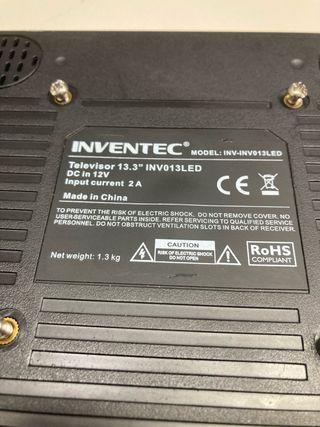 INVENTEC® MODEL: INV-INV013LED
Televisor 13.3" INV013LED
DC in 12V
Input current 2 A
Made in China
CE
TO PREVENT THE RISK OF ELECTRIC SHOCK. DO NOT REMOVE COVER. NO
USER-SERVICEABLE PARTS INSIDE. REFER SERVICING TO QUALIFIED SERVICE
PERSONNEL. DO NOT OBSTRUCT VENTILATION SLOTS IN BACK OF RECEIVER.
Net weight: 1.3 kg
CAUTION
RISK OF ELECTRIC SHOCK
DO NOT OPEN
RoHS
COMPLIANT